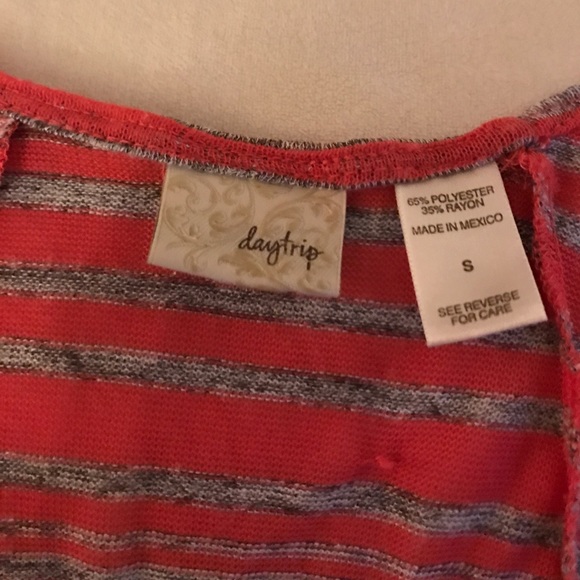 daytrip
65% POLYESTER
35% RAYON
MADE IN MEXICO
S
SEE REVERSE
FOR CARE